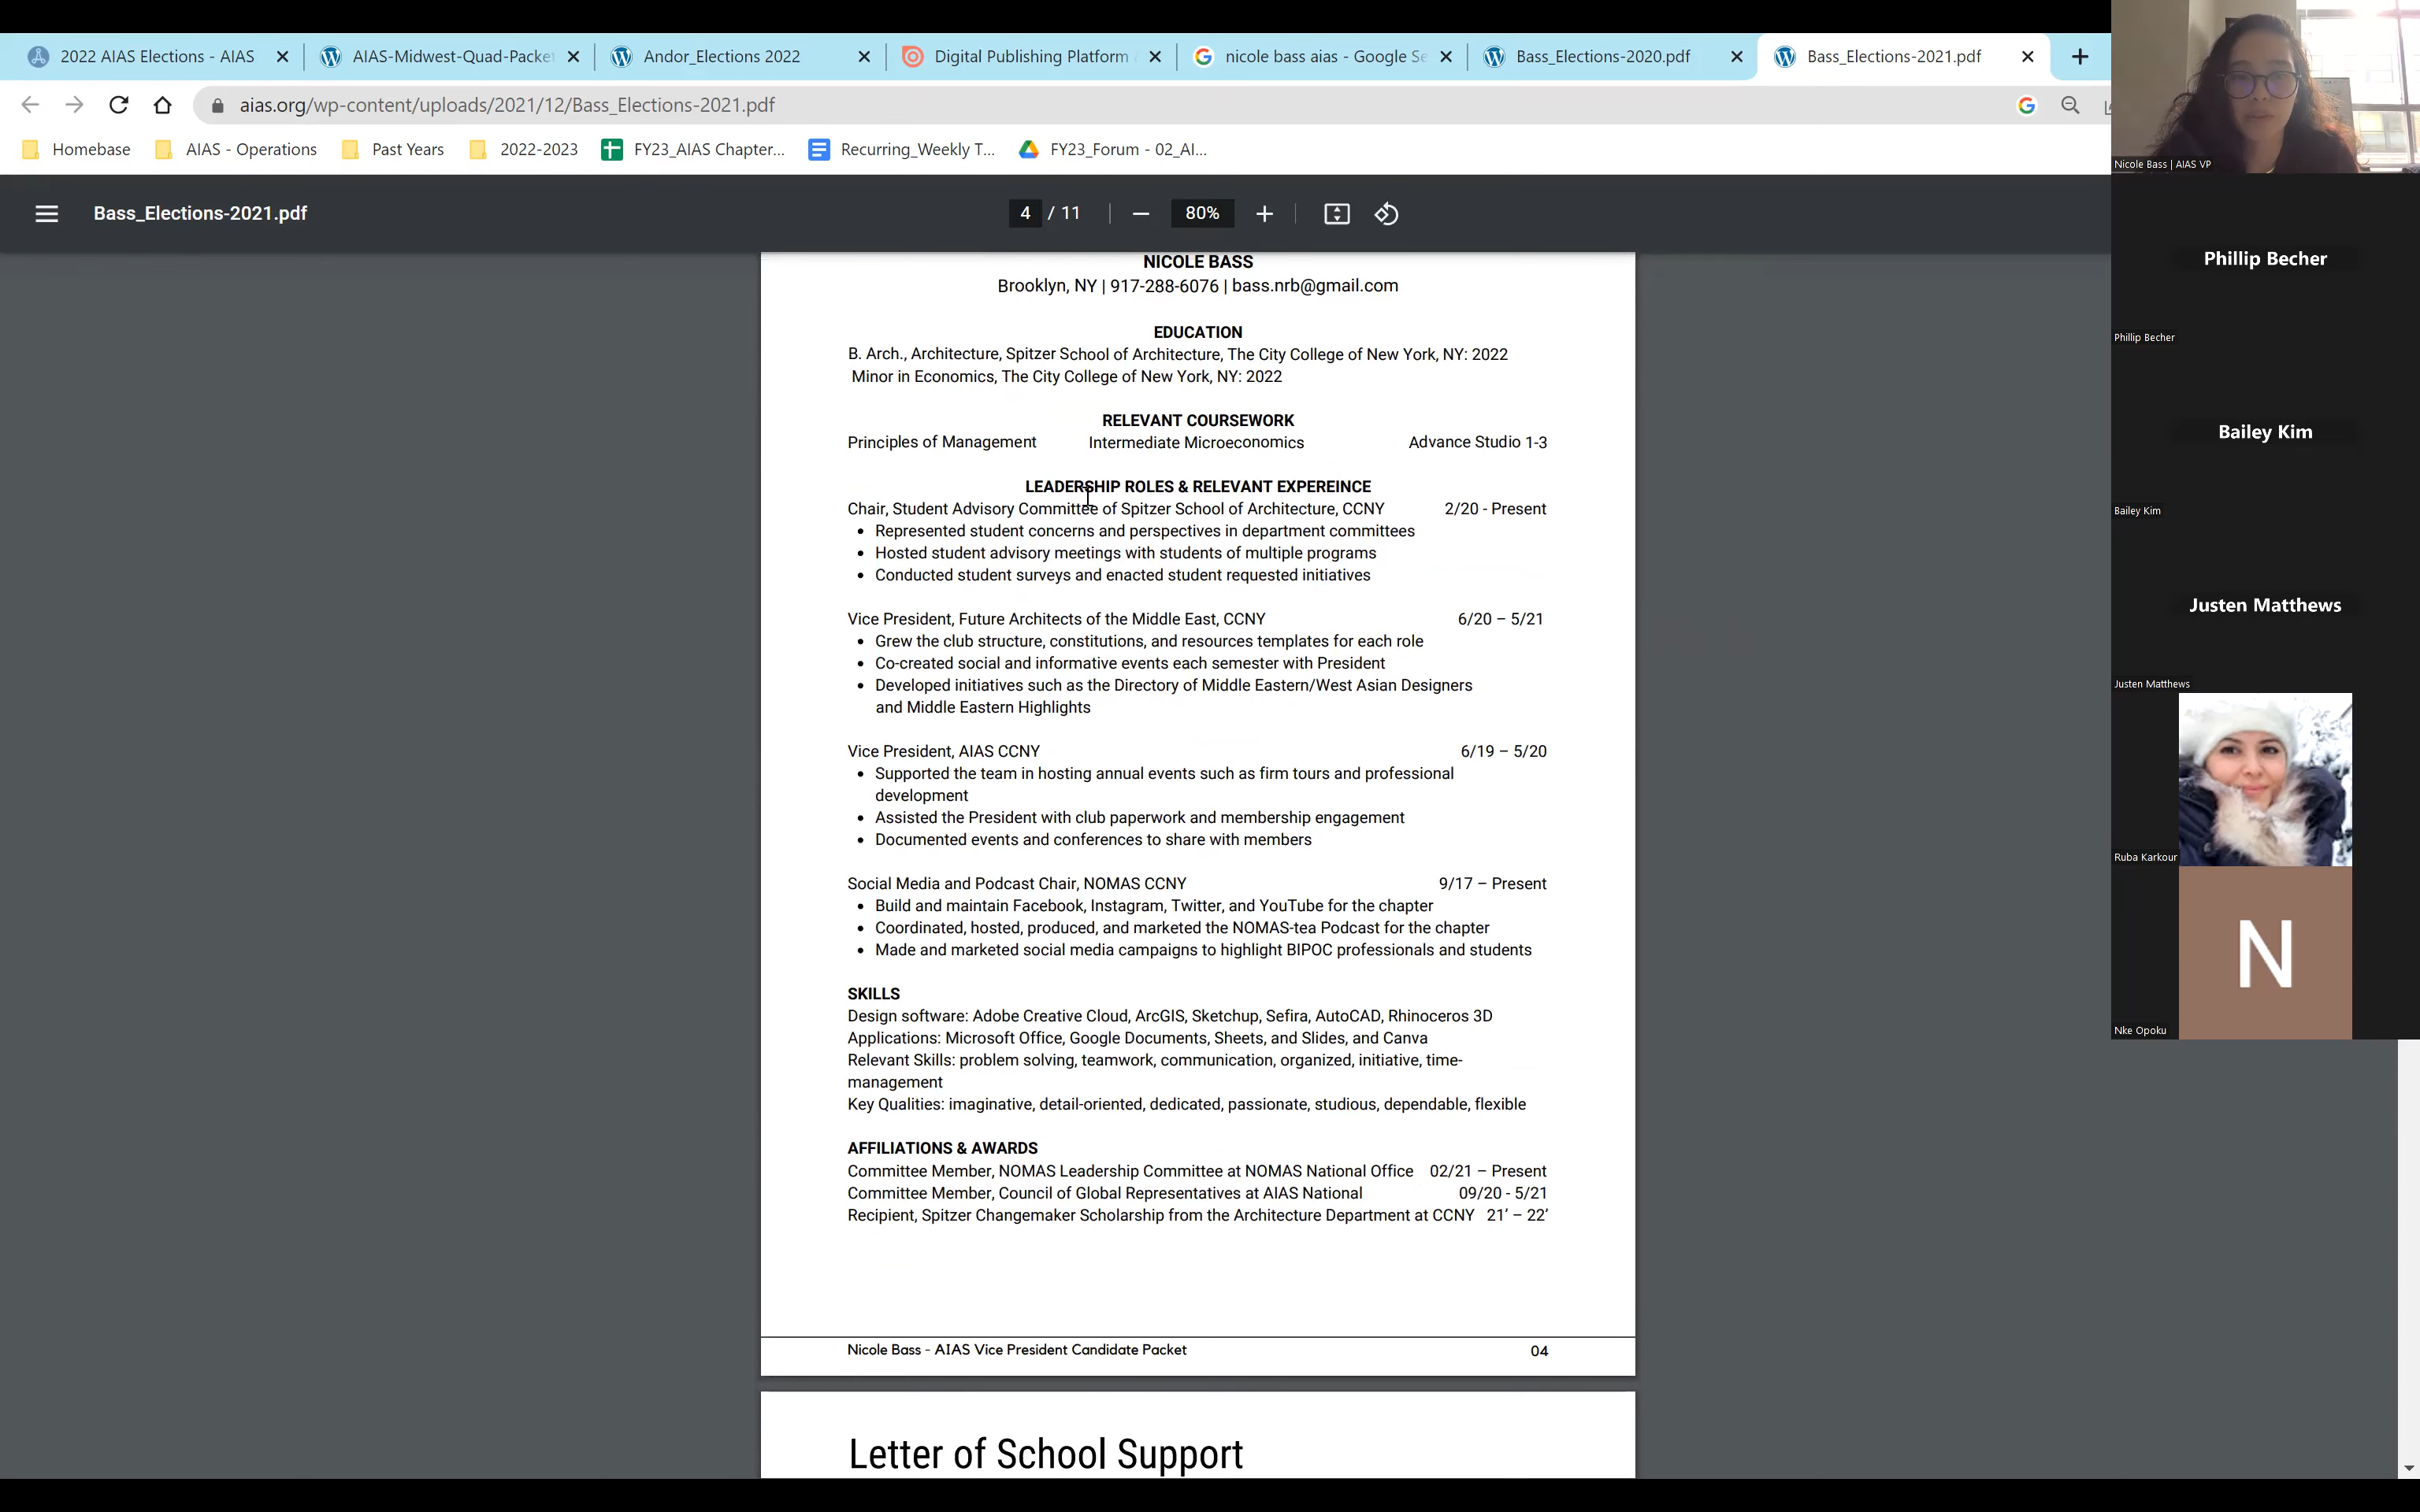 2022 AIAS Elections - AIAS
AIAS-Midwest-Quad-Packet
Andor_Elections 2022
Digital Publishing Platform
nicole bass aias - Google Se
Bass_Elections-2020.pdf
Bass_Elections-2021.pdf
aias.org/wp-content/uploads/2021/12/Bass_Elections-2021.pdf
Homebase
AIAS - Operations
Past Years
2022-2023
FY23_AIAS Chapter...
Recurring_Weekly T...
FY23_Forum - 02_AI...
Bass_Elections-2021.pdf
4 / 11
80%
NICOLE BASS
Brooklyn, NY | 917-288-6076 | bass.nrb@gmail.com
EDUCATION
B. Arch., Architecture, Spitzer School of Architecture, The City College of New York, NY: 2022
Minor in Economics, The City College of New York, NY: 2022
RELEVANT COURSEWORK
Principles of Management Intermediate Microeconomics Advance Studio 1-3
LEADERSHIP ROLES & RELEVANT EXPEREINCE
Chair, Student Advisory Committee of Spitzer School of Architecture, CCNY 2/20 - Present
• Represented student concerns and perspectives in department committees
• Hosted student advisory meetings with students of multiple programs
• Conducted student surveys and enacted student requested initiatives
Vice President, Future Architects of the Middle East, CCNY 6/20 – 5/21
• Grew the club structure, constitutions, and resources templates for each role
• Co-created social and informative events each semester with President
• Developed initiatives such as the Directory of Middle Eastern/West Asian Designers
and Middle Eastern Highlights
Vice President, AIAS CCNY 6/19 – 5/20
• Supported the team in hosting annual events such as firm tours and professional
development
• Assisted the President with club paperwork and membership engagement
• Documented events and conferences to share with members
Social Media and Podcast Chair, NOMAS CCNY 9/17 – Present
• Build and maintain Facebook, Instagram, Twitter, and YouTube for the chapter
• Coordinated, hosted, produced, and marketed the NOMAS-tea Podcast for the chapter
• Made and marketed social media campaigns to highlight BIPOC professionals and students
SKILLS
Design software: Adobe Creative Cloud, ArcGIS, Sketchup, Sefira, AutoCAD, Rhinoceros 3D
Applications: Microsoft Office, Google Documents, Sheets, and Slides, and Canva
Relevant Skills: problem solving, teamwork, communication, organized, initiative, time-
management
Key Qualities: imaginative, detail-oriented, dedicated, passionate, studious, dependable, flexible
AFFILIATIONS & AWARDS
Committee Member, NOMAS Leadership Committee at NOMAS National Office 02/21 – Present
Committee Member, Council of Global Representatives at AIAS National 09/20 - 5/21
Recipient, Spitzer Changemaker Scholarship from the Architecture Department at CCNY 21’ – 22’
Nicole Bass - AIAS Vice President Candidate Packet 04
Letter of School Support
Nicole Bass | AIAS VP
Phillip Becher
Phillip Becher
Bailey Kim
Bailey Kim
Justen Matthews
Justen Matthews
Ruba Karkour
N
Nke Opoku